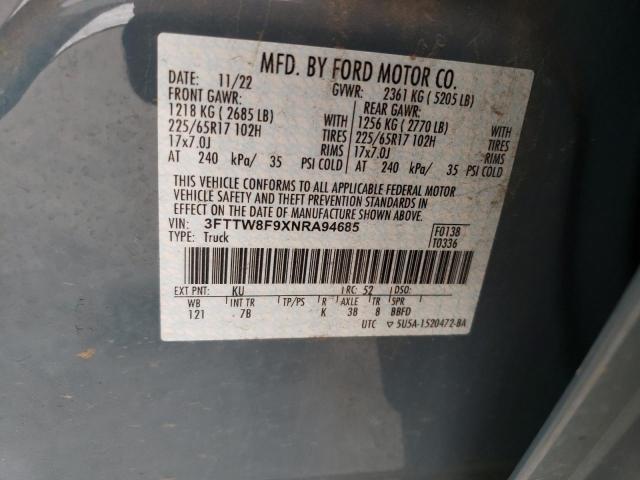 MFD. BY FORD MOTOR CO.
DATE: 11/22 GVWR: 2361 KG ( 5205 LB)
FRONT GAWR: REAR GAWR:
1218 KG ( 2685 LB) WITH 1256 KG ( 2770 LB) WITH
225/65R17 102H TIRES 225/65R17 102H TIRES
17x7.0J RIMS 17x7.0J RIMS
AT 240 kPa/ 35 PSI COLD AT 240 kPa/ 35 PSI COLD
THIS VEHICLE CONFORMS TO ALL APPLICABLE FEDERAL MOTOR
VEHICLE SAFETY AND THEFT PREVENTION STANDARDS IN
EFFECT ON THE DATE OF MANUFACTURE SHOWN ABOVE.
VIN: 3FTTW8F9XNRA94685 F0138
TYPE: Truck T0336
EXT PNT: KU RC: 52 DSO:
WB INT TR TP/PS R AXLE TR SPR
121 7B K 38 8 BBFD
UTC ▽ 5U5A-1520472-BA